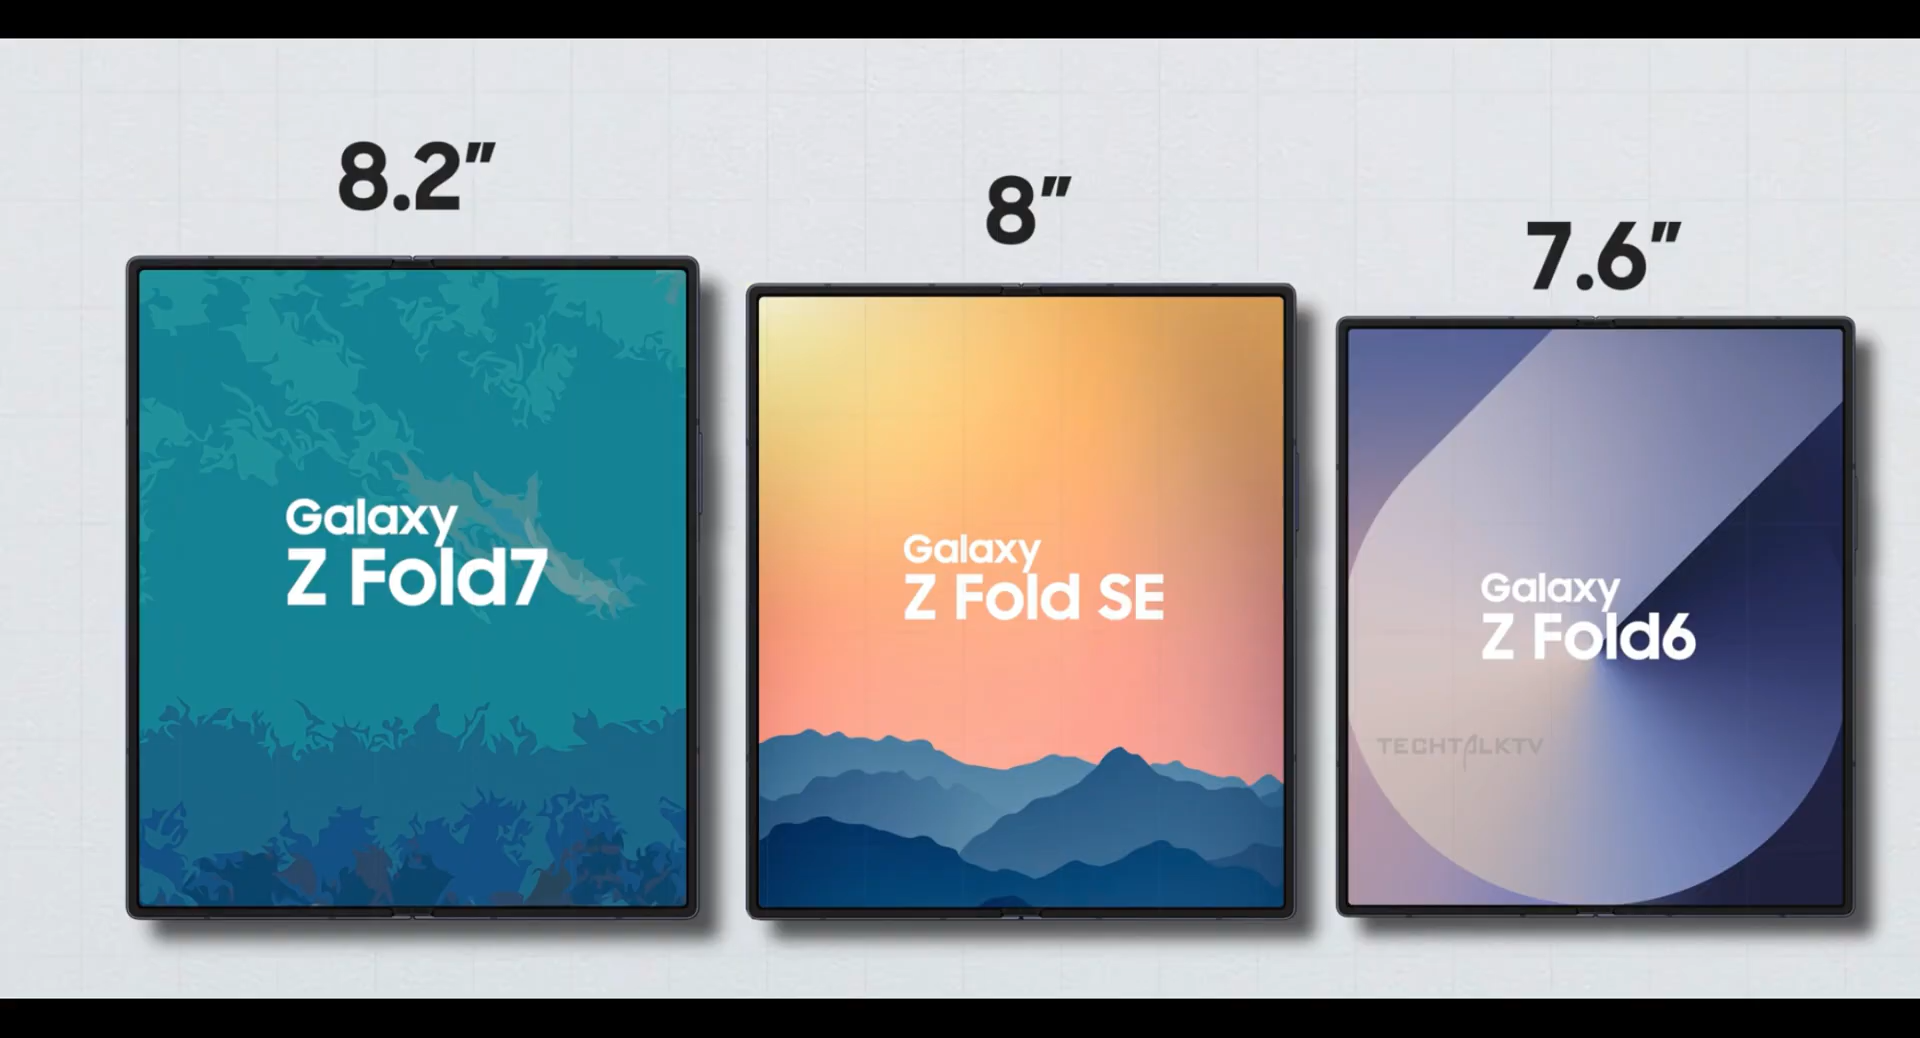 8.2"
Galaxy
Z Fold7
8"
Galaxy
Z Fold SE
7.6"
Galaxy
Z Fold6
TECHTALKTV